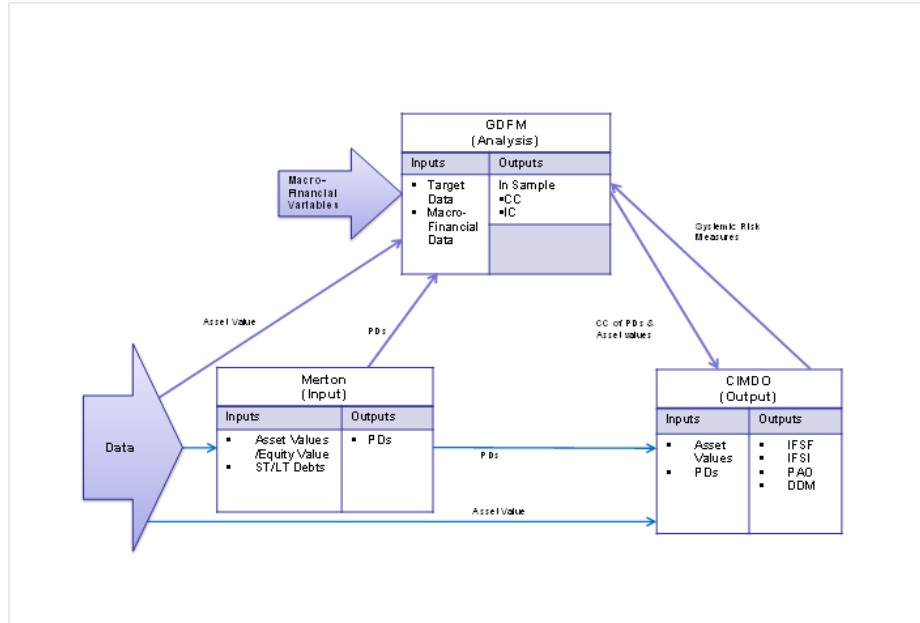 GDFM
(Analysis)
Inputs
Outputs
▪ Target
Data
▪ Macro-
Financial
Data
In Sample
▪CC
▪IC
Macro-
Financial
Variables
Systemic Risk
Measures
Asset Value
PDs
CC of PDs &
Asset values
Merton
(Input)
Inputs
Outputs
▪ Asset Values
/Equity Value
▪ ST/LT Debts
▪ PDs
Data
PDs
Asset Value
CIMDO
(Output)
Inputs
Outputs
▪ Asset
Values
▪ PDs
▪ IFSF
▪ IFSI
▪ PAO
▪ DDM